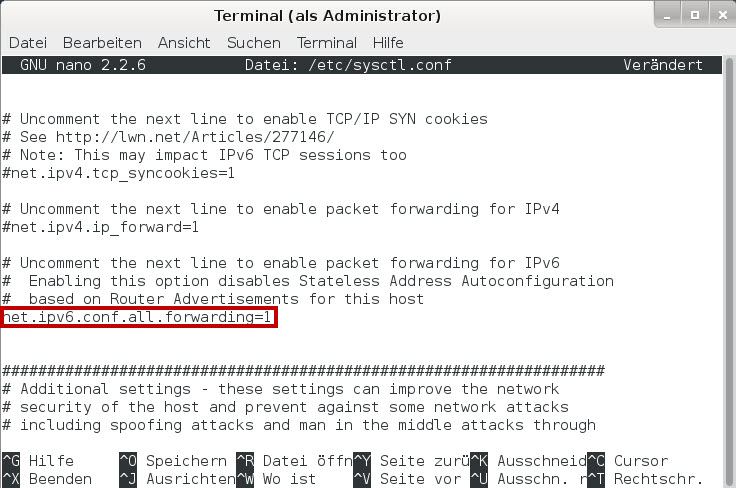 Terminal (als Administrator)
Datei Bearbeiten Ansicht Suchen Terminal Hilfe
GNU nano 2.2.6 Datei: /etc/sysctl.conf Verändert
# Uncomment the next line to enable TCP/IP SYN cookies
# See http://lwn.net/Articles/277146/
# Note: This may impact IPv6 TCP sessions too
#net.ipv4.tcp_syncookies=1
# Uncomment the next line to enable packet forwarding for IPv4
#net.ipv4.ip_forward=1
# Uncomment the next line to enable packet forwarding for IPv6
#  Enabling this option disables Stateless Address Autoconfiguration
#  based on Router Advertisements for this host
net.ipv6.conf.all.forwarding=1
###################################################################
# Additional settings - these settings can improve the network
# security of the host and prevent against some network attacks
# including spoofing attacks and man in the middle attacks through
^G Hilfe ^O Speichern ^R Datei öffn^Y Seite zurü^K Ausschneid^C Cursor
^X Beenden ^J Ausrichten^W Wo ist ^V Seite vor ^U Ausschn. r^T Rechtschr.